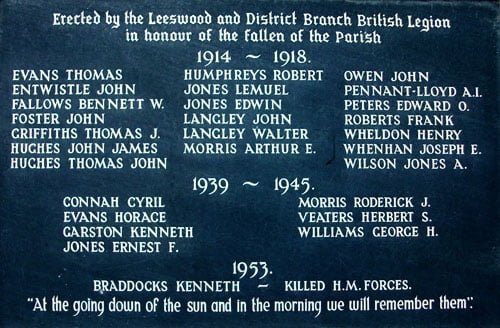 Erected by the Leeswood and District Branch British Legion
in honour of the fallen of the Parish
1914 ~ 1918.
EVANS THOMAS
ENTWISTLE JOHN
FALLOWS BENNETT W.
FOSTER JOHN
GRIFFITHS THOMAS J.
HUGHES JOHN JAMES
HUGHES THOMAS JOHN
HUMPHREYS ROBERT
JONES LEMUEL
JONES EDWIN
LANGLEY JOHN
LANGLEY WALTER
MORRIS ARTHUR E.
OWEN JOHN
PENNANT-LLOYD A.I.
PETERS EDWARD O.
ROBERTS FRANK
WHELDON HENRY
WHENHAN JOSEPH E.
WILSON JONES A.
1939 ~ 1945.
CONNAH CYRIL
EVANS HORACE
GARSTON KENNETH
JONES ERNEST F.
MORRIS RODERICK J.
VEATERS HERBERT S.
WILLIAMS GEORGE H.
1953.
BRADDOCKS KENNETH ~ KILLED H.M. FORCES.
"At the going down of the sun and in the morning we will remember them".